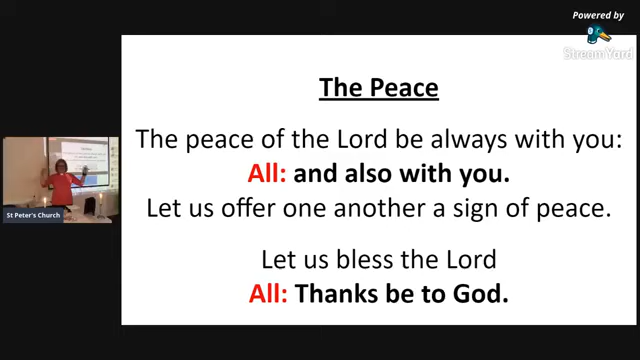 Powered by
StreamYard
The Peace
The peace of the Lord be always with you:
All: and also with you.
Let us offer one another a sign of peace.
Let us bless the Lord
All: Thanks be to God.
St Peter's Church